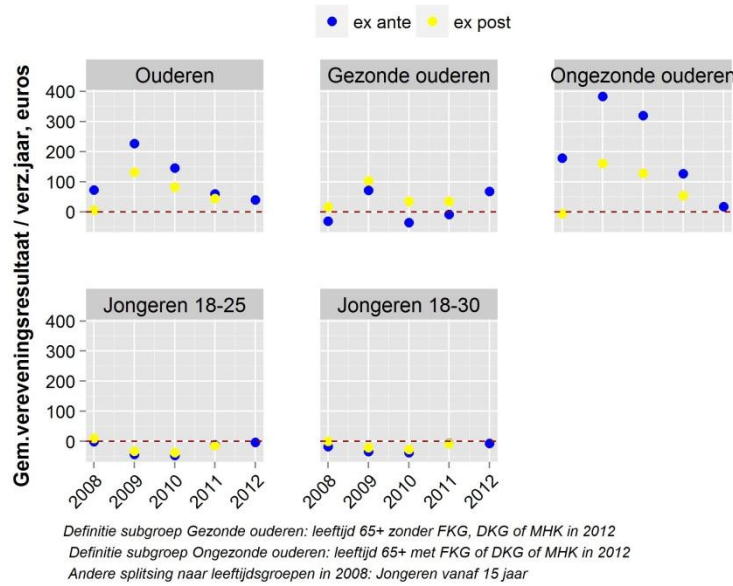 ex ante ex post
Ouderen Gezonde ouderen Ongezonde ouderen
Gem.vereveningsresultaat / verz.jaar, euros
400
300
200
100
0
Jongeren 18-25 Jongeren 18-30
400
300
200
100
0
2008 2009 2010 2011 2012 2008 2009 2010 2011 2012
Definitie subgroep Gezonde ouderen: leeftijd 65+ zonder FKG, DKG of MHK in 2012
Definitie subgroep Ongezonde ouderen: leeftijd 65+ met FKG of DKG of MHK in 2012
Andere splitsing naar leeftijdsgroepen in 2008: Jongeren vanaf 15 jaar